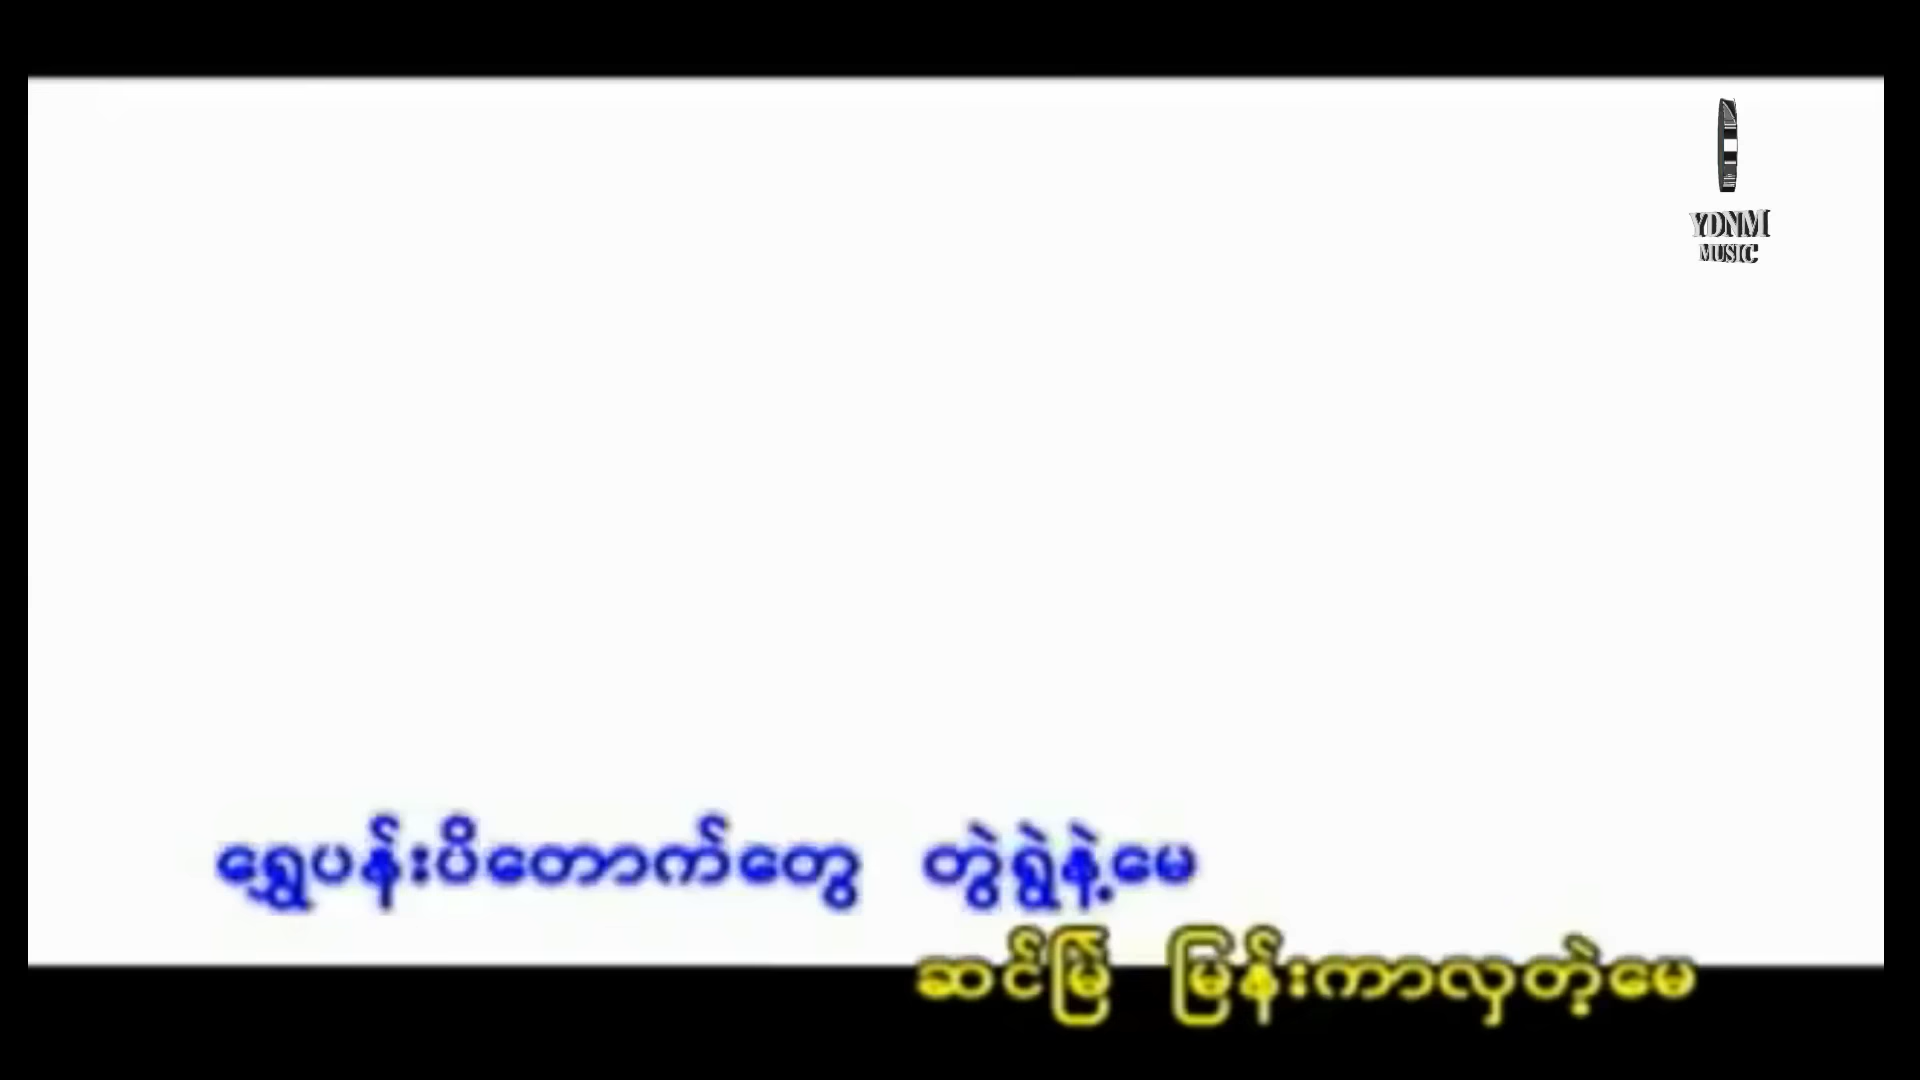 YDNM
MUSIC
ရွှေပန်းပိတောက်တွေ တွဲရွဲနဲ့မေ
ဆင်မြဲ မြန်းကာလှတဲ့မေ